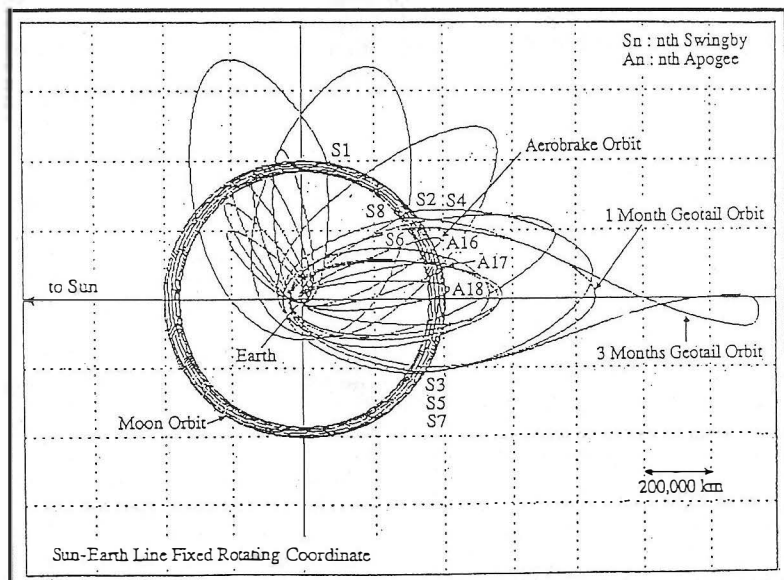 Sn : nth Swingby
An : nth Apogee
S1
Aerobrake Orbit
S2 S4
S8
1 Month Geotail Orbit
S6
A16
A17
to Sun
A18
Earth
3 Months Geotail Orbit
S3
S5
S7
Moon Orbit
200,000 km
Sun-Earth Line Fixed Rotating Coordinate